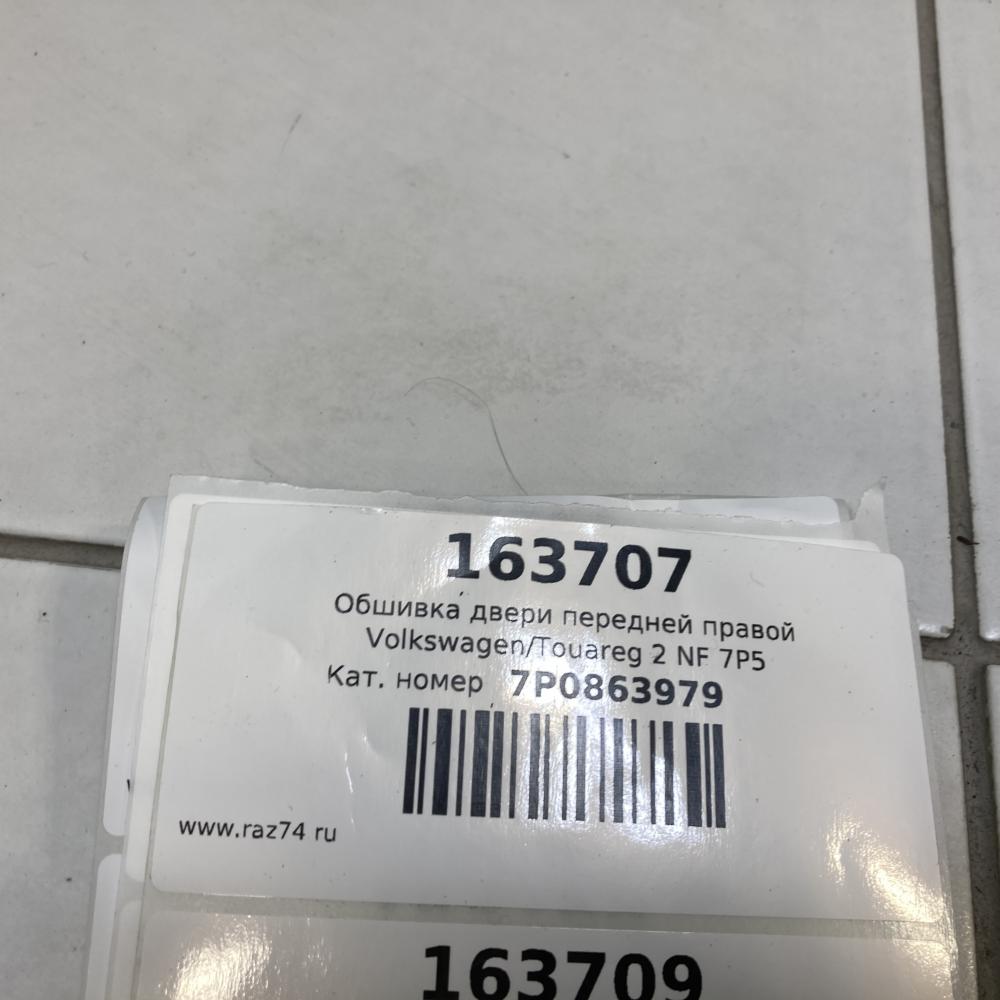 163707
Обшивка двери передней правой
Volkswagen/Touareg 2 NF 7P5
Кат. номер 7P0863979
www.raz74 ru
163709